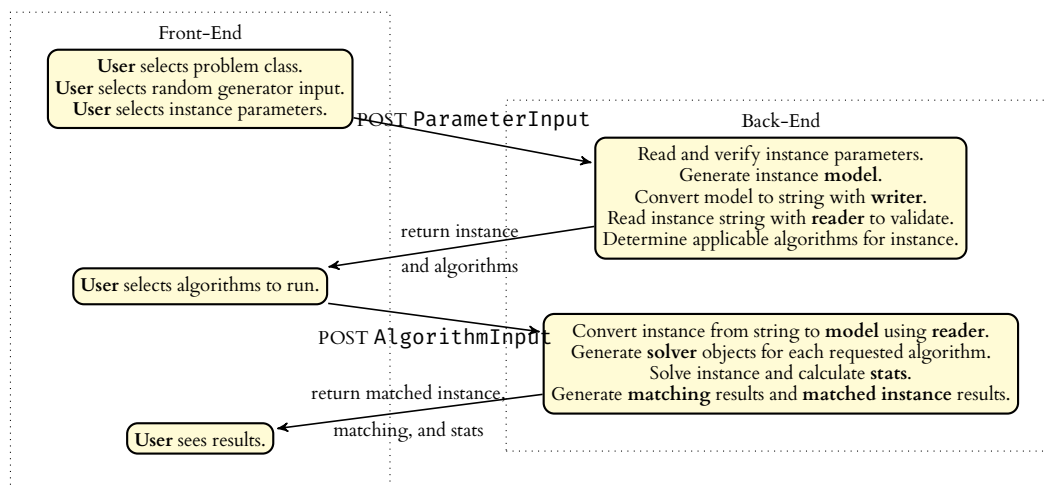 Front-End
User selects problem class.
User selects random generator input.
User selects instance parameters.
POST ParameterInput
Back-End
Read and verify instance parameters.
Generate instance model.
Convert model to string with writer.
Read instance string with reader to validate.
Determine applicable algorithms for instance.
return instance
and algorithms
User selects algorithms to run.
POST AlgorithmInput
Convert instance from string to model using reader.
Generate solver objects for each requested algorithm.
Solve instance and calculate stats.
Generate matching results and matched instance results.
return matched instance,
matching, and stats
User sees results.